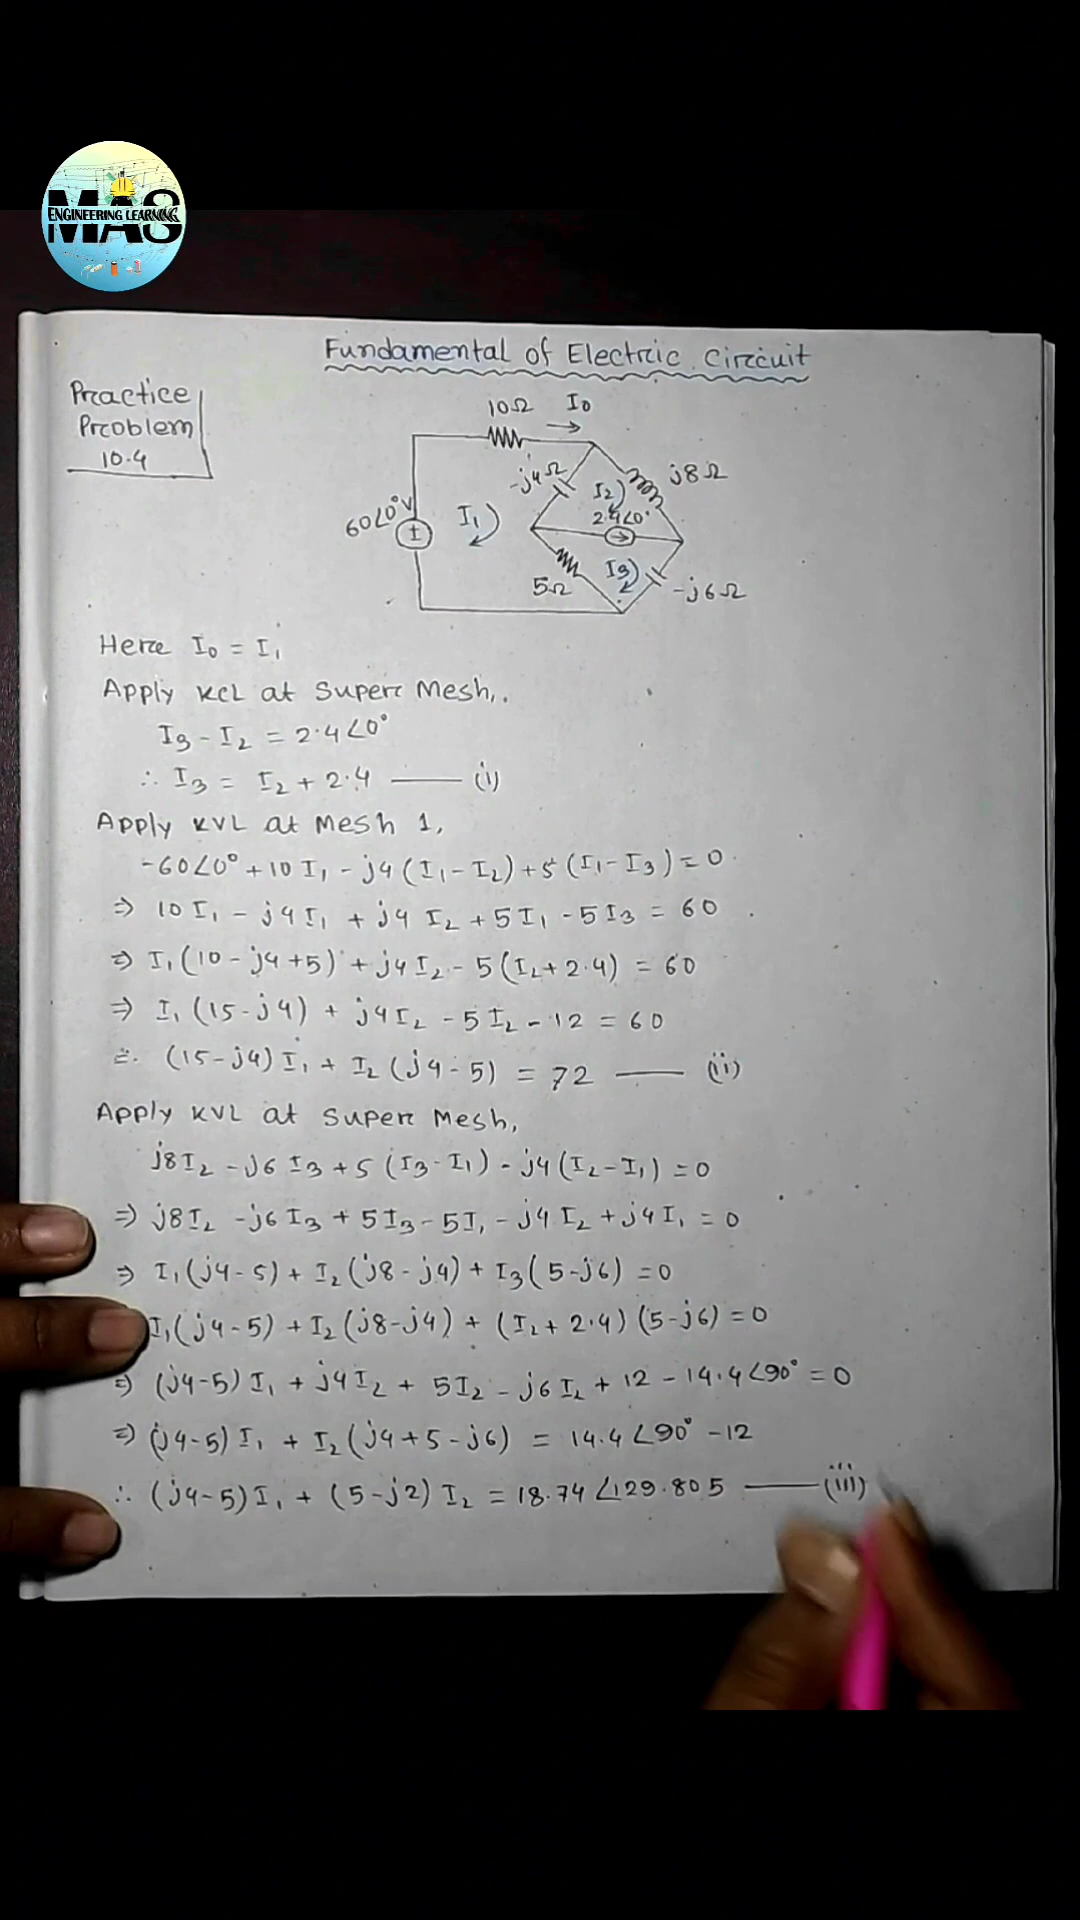 MAS
ENGINEERING LEARNING
Fundamental of Electric Circuit
Practice
Problem
10.4
10Ω I₀
-j4Ω
j8Ω
60∠0°V
I₁
I₂
2.4∠0°
5Ω
I₃
-j6Ω
Here I₀ = I₁
Apply KCL at Super Mesh,
I₃ - I₂ = 2.4∠0°
∴ I₃ = I₂ + 2.4 —— (i)
Apply KVL at Mesh 1,
-60∠0° + 10 I₁ - j4 (I₁ - I₂) + 5 (I₁ - I₃) = 0
⇒ 10 I₁ - j4 I₁ + j4 I₂ + 5 I₁ - 5 I₃ = 60
⇒ I₁ (10 - j4 + 5) + j4 I₂ - 5 (I₂ + 2.4) = 60
⇒ I₁ (15 - j4) + j4 I₂ - 5 I₂ - 12 = 60
∴ (15 - j4) I₁ + I₂ (j4 - 5) = 72 —— (ii)
Apply KVL at Super Mesh,
j8 I₂ - j6 I₃ + 5 (I₃ - I₁) - j4 (I₂ - I₁) = 0
⇒ j8 I₂ - j6 I₃ + 5 I₃ - 5 I₁ - j4 I₂ + j4 I₁ = 0
⇒ I₁ (j4 - 5) + I₂ (j8 - j4) + I₃ (5 - j6) = 0
I₁ (j4 - 5) + I₂ (j8 - j4) + (I₂ + 2.4) (5 - j6) = 0
⇒ (j4 - 5) I₁ + j4 I₂ + 5 I₂ - j6 I₂ + 12 - 14.4∠90° = 0
⇒ (j4 - 5) I₁ + I₂ (j4 + 5 - j6) = 14.4∠90° - 12
∴ (j4 - 5) I₁ + (5 - j2) I₂ = 18.74∠129.805 —— (iii)